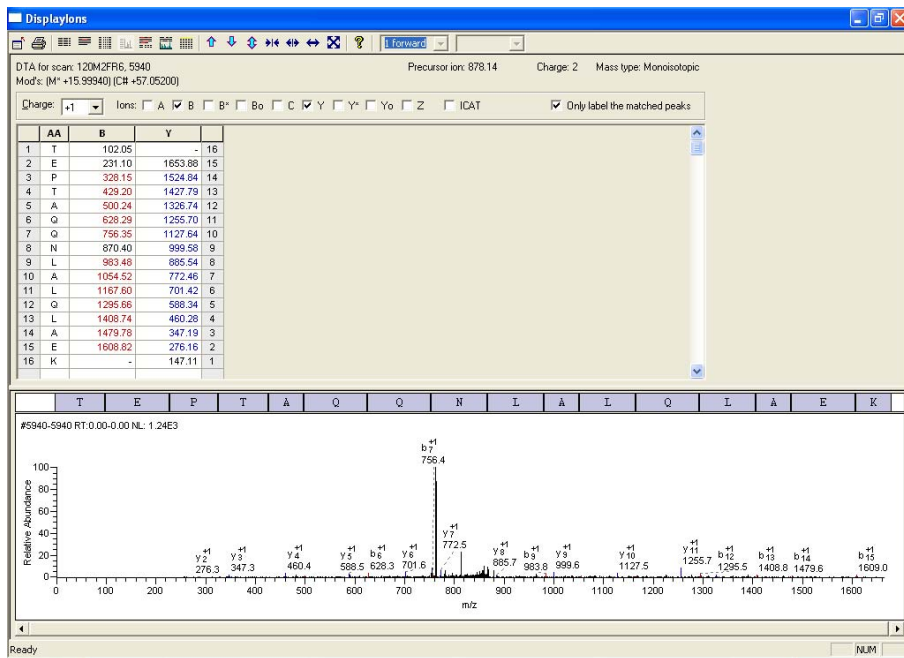 DisplayIons
1 forward
DTA for scan: 120M2FR6, 5940 Precursor ion: 878.14 Charge: 2 Mass type: Monoisotopic
Mod's: (M* +15.99940) (C# +57.05200)
Charge: +1 Ions: A B B* Bo C Y Y* Yo Z ICAT Only label the matched peaks
AA B Y
1 T 102.05 - 16
2 E 231.10 1653.88 15
3 P 328.15 1524.84 14
4 T 429.20 1427.79 13
5 A 500.24 1326.74 12
6 Q 628.29 1255.70 11
7 Q 756.35 1127.64 10
8 N 870.40 999.58 9
9 L 983.48 885.54 8
10 A 1054.52 772.46 7
11 L 1167.60 701.42 6
12 Q 1295.66 588.34 5
13 L 1408.74 460.28 4
14 A 1479.78 347.19 3
15 E 1608.82 276.16 2
16 K - 147.11 1
T E P T A Q Q N L A L Q L A E K
#5940-5940 RT:0.00-0.00 NL: 1.24E3
b7+1
756.4
y7+1
772.5
y2+1 276.3
y3+1 347.3
y4+1 460.4
y5+1 588.5
b6+1 628.3
y6+1 701.6
y8+1 885.7
b9+1 983.8
y9+1 999.6
y10+1 1127.5
y11+1 1255.7
b12+1 1295.5
b13+1 1408.8
b14+1 1479.6
b15+1 1609.0
Relative Abundance
100
80
60
40
20
0
0 100 200 300 400 500 600 700 800 900 1000 1100 1200 1300 1400 1500 1600
m/z
Ready NUM